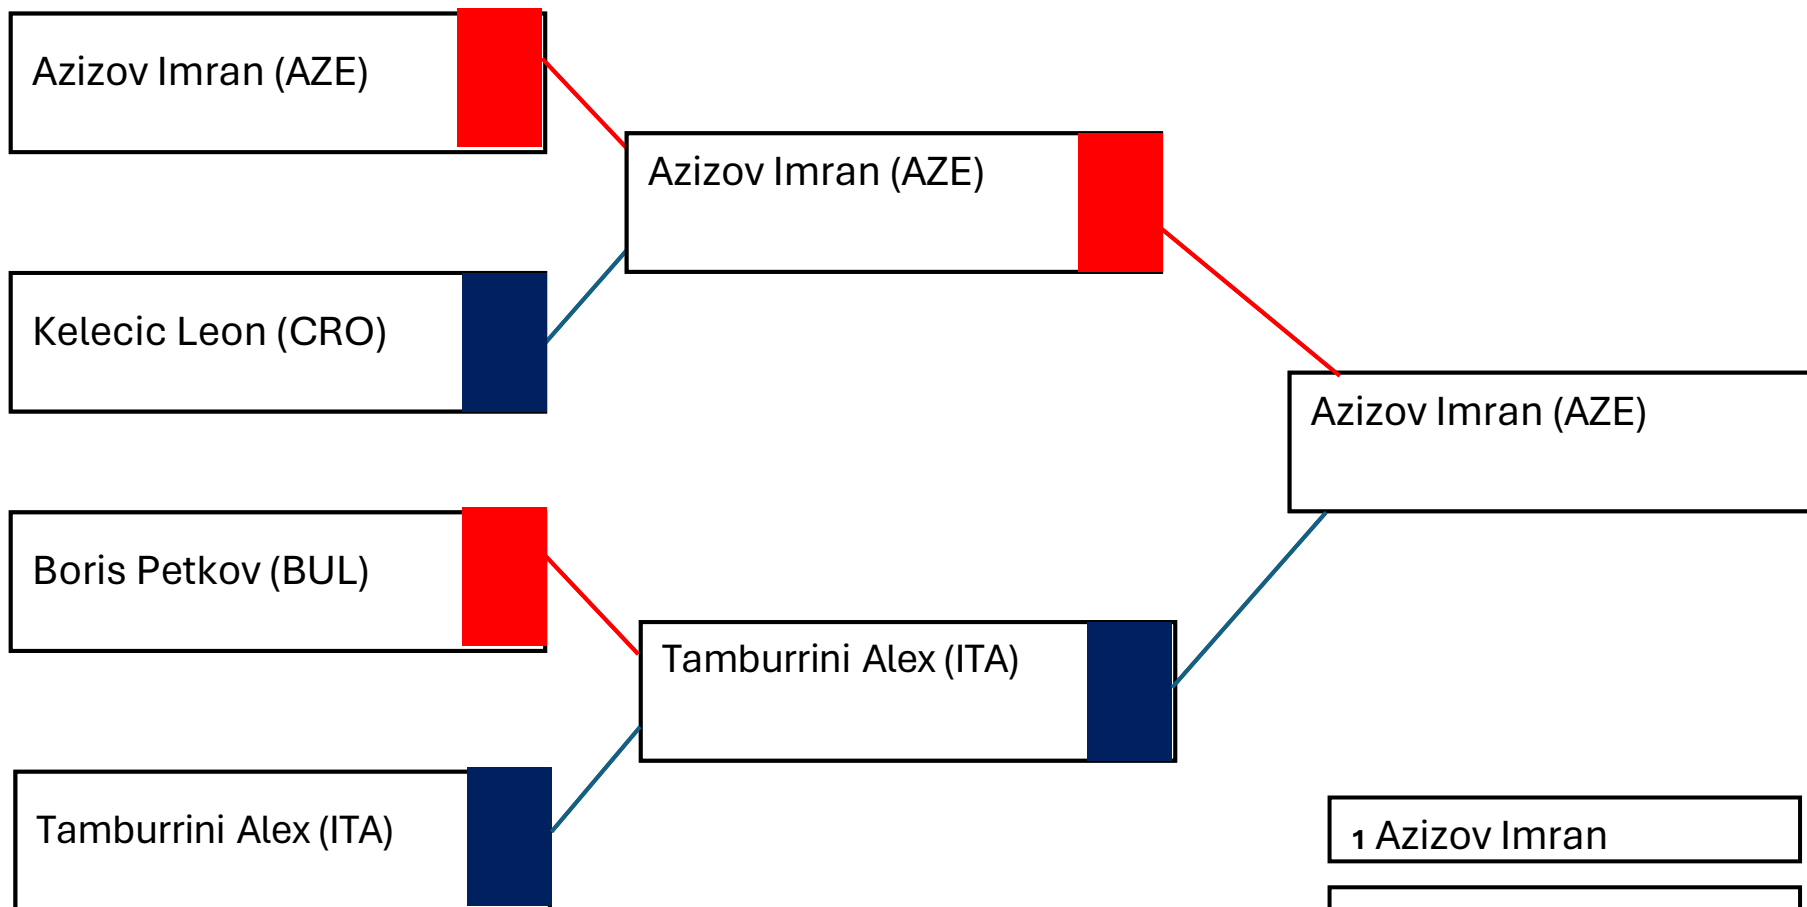 Azizov Imran (AZE)
Azizov Imran (AZE)
Kelecic Leon (CRO)
Azizov Imran (AZE)
Boris Petkov (BUL)
Tamburrini Alex (ITA)
Tamburrini Alex (ITA)
1 Azizov Imran